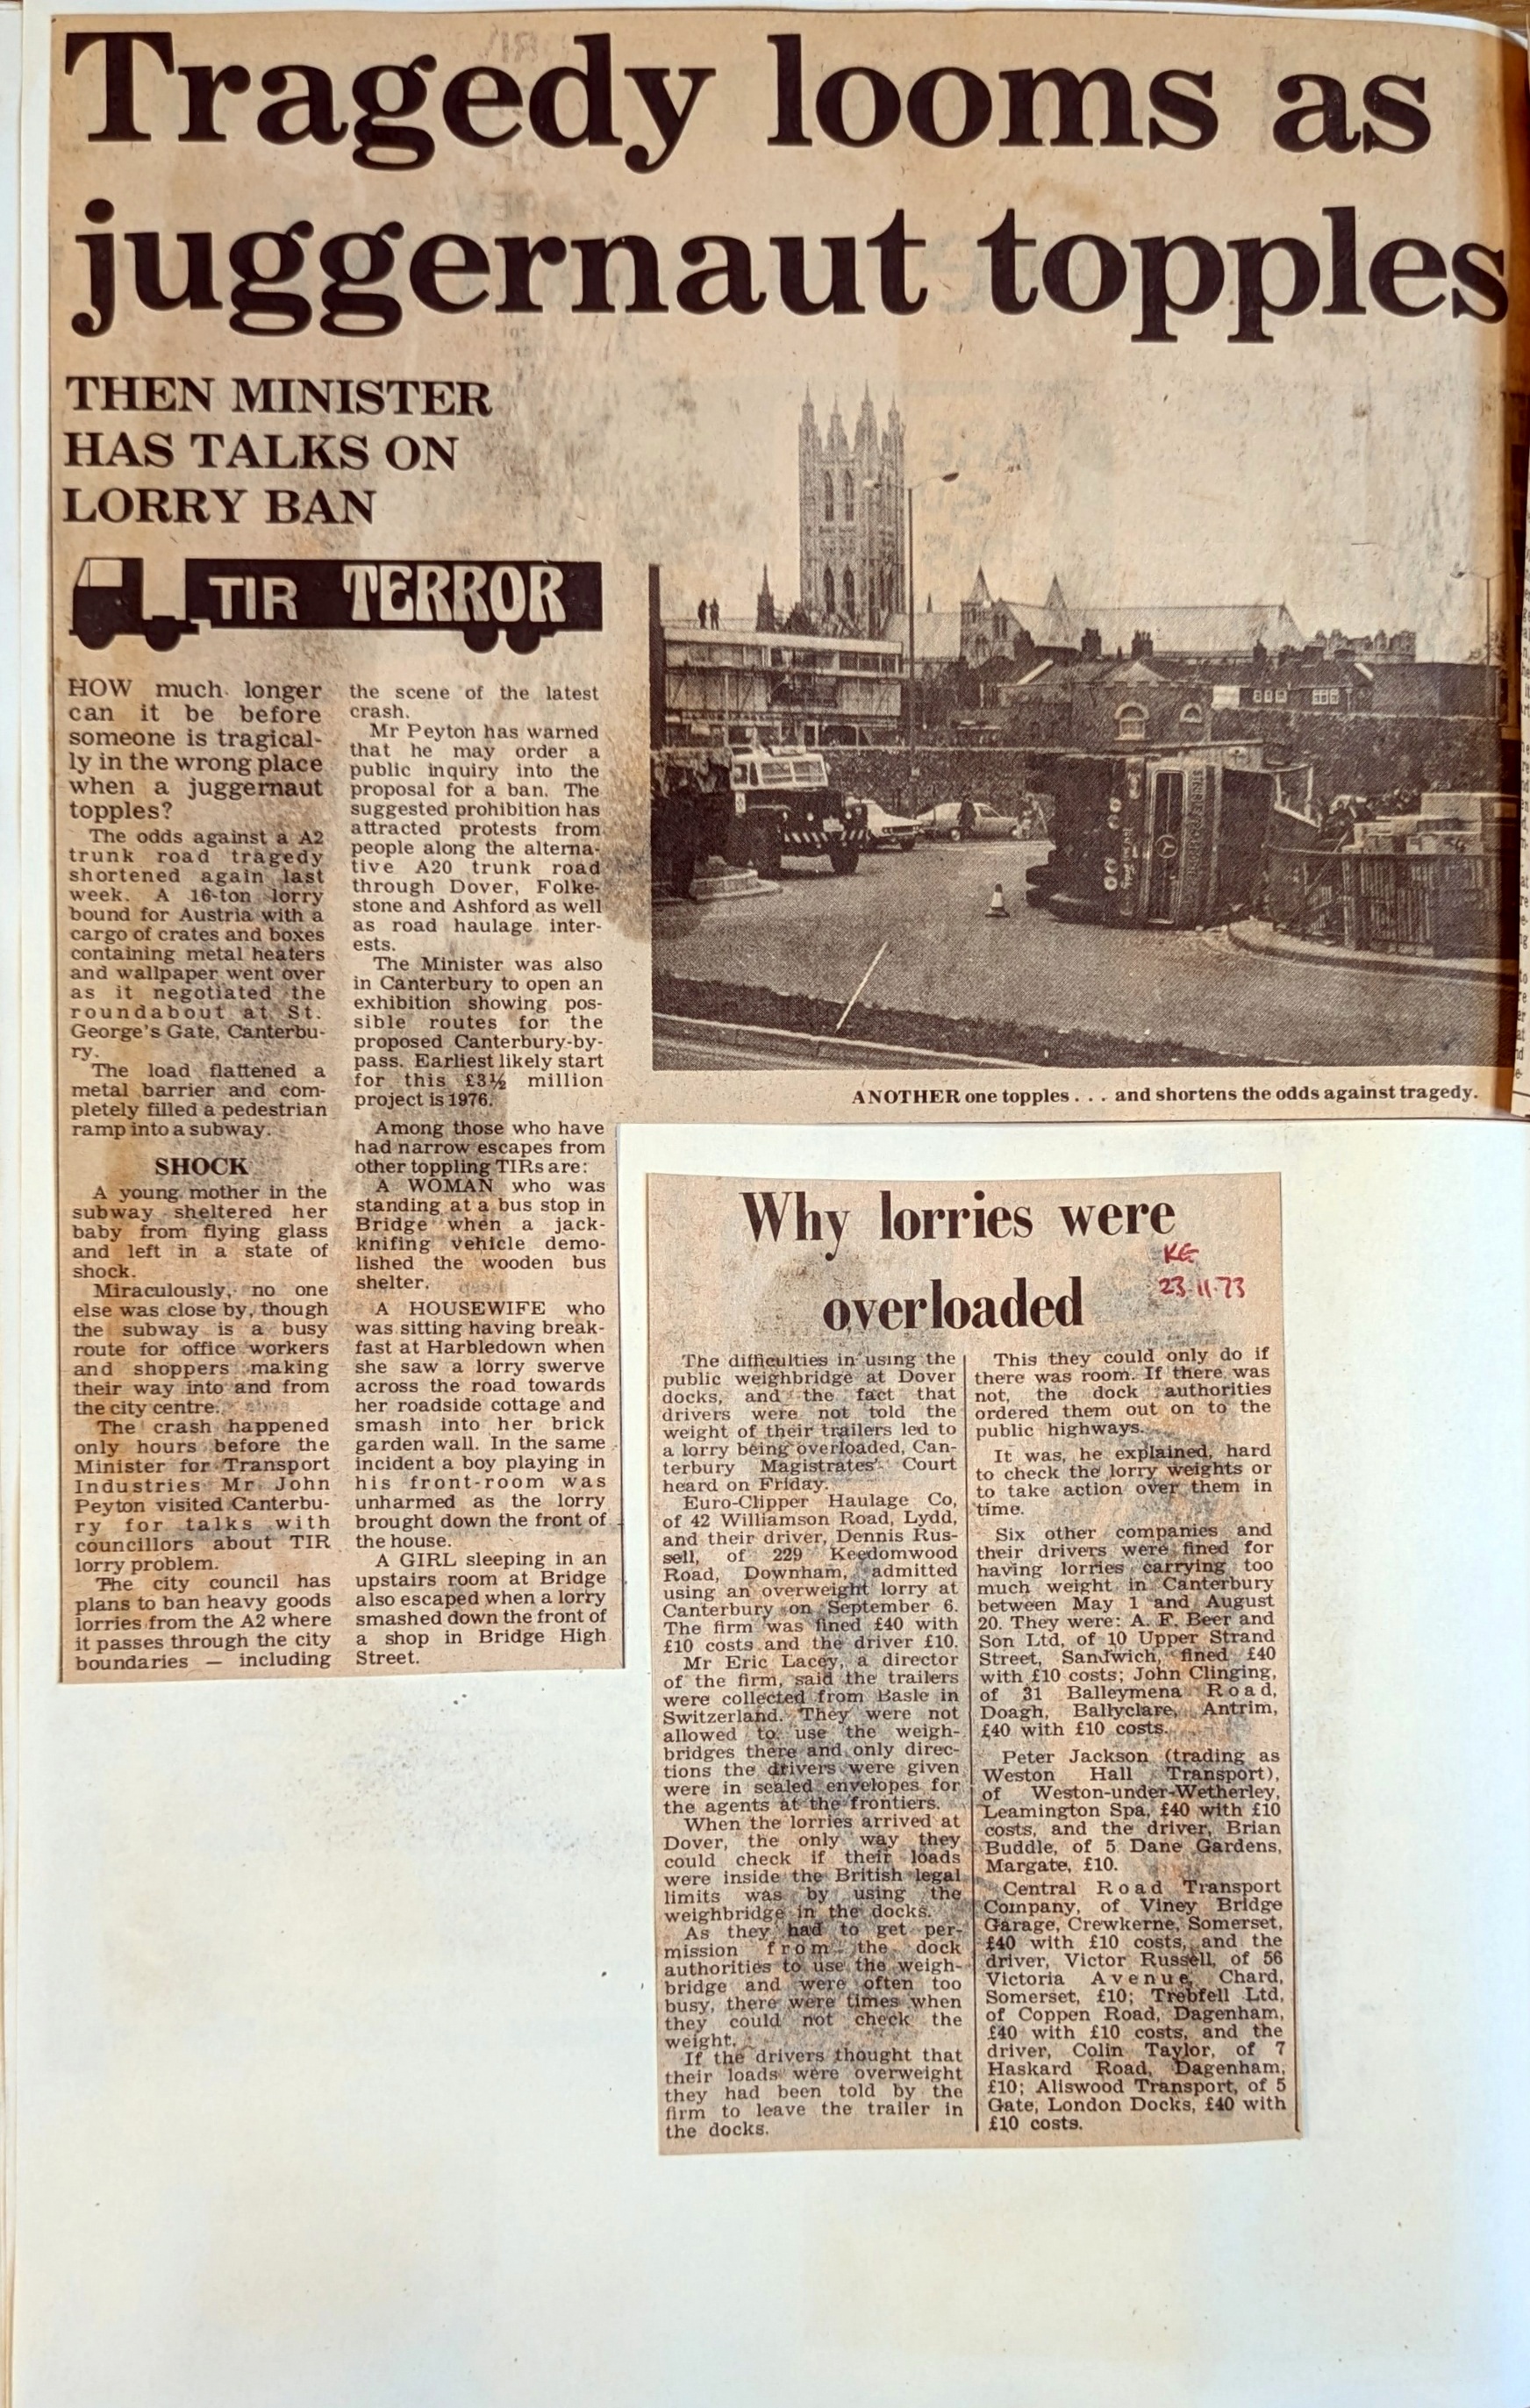 Tragedy looms as
juggernaut topples
THEN MINISTER
HAS TALKS ON
LORRY BAN
TIR TERROR
HOW much longer
can it be before
someone is tragical-
ly in the wrong place
when a juggernaut
topples?
The odds against a A2
trunk road tragedy
shortened again last
week. A 16-ton lorry
bound for Austria with a
cargo of crates and boxes
containing metal heaters
and wallpaper went over
as it negotiated the
roundabout at St.
George's Gate, Canterbu-
ry.
The load flattened a
metal barrier and com-
pletely filled a pedestrian
ramp into a subway.
SHOCK
A young mother in the
subway sheltered her
baby from flying glass
and left in a state of
shock.
Miraculously, no one
else was close by, though
the subway is a busy
route for office workers
and shoppers making
their way into and from
the city centre.
The crash happened
only hours before the
Minister for Transport
Industries Mr John
Peyton visited Canterbu-
ry for talks with
councillors about TIR
lorry problem.
The city council has
plans to ban heavy goods
lorries from the A2 where
it passes through the city
boundaries — including
the scene of the latest
crash.
Mr Peyton has warned
that he may order a
public inquiry into the
proposal for a ban. The
suggested prohibition has
attracted protests from
people along the alterna-
tive A20 trunk road
through Dover, Folke-
stone and Ashford as well
as road haulage inter-
ests.
The Minister was also
in Canterbury to open an
exhibition showing pos-
sible routes for the
proposed Canterbury-by-
pass. Earliest likely start
for this £3½ million
project is 1976.
Among those who have
had narrow escapes from
other toppling TIRs are:
A WOMAN who was
standing at a bus stop in
Bridge when a jack-
knifing vehicle demo-
lished the wooden bus
shelter.
A HOUSEWIFE who
was sitting having break-
fast at Harbledown when
she saw a lorry swerve
across the road towards
her roadside cottage and
smash into her brick
garden wall. In the same
incident a boy playing in
his front-room was
unharmed as the lorry
brought down the front of
the house.
A GIRL sleeping in an
upstairs room at Bridge
also escaped when a lorry
smashed down the front of
a shop in Bridge High
Street.
ANOTHER one topples . . . and shortens the odds against tragedy.
Why lorries were
overloaded
KG
23·11·73
The difficulties in using the
public weighbridge at Dover
docks, and the fact that
drivers were not told the
weight of their trailers led to
a lorry being overloaded, Can-
terbury Magistrates' Court
heard on Friday.
Euro-Clipper Haulage Co,
of 42 Williamson Road, Lydd,
and their driver, Dennis Rus-
sell, of 229 Keedomwood
Road, Downham, admitted
using an overweight lorry at
Canterbury on September 6.
The firm was fined £40 with
£10 costs and the driver £10.
Mr Eric Lacey, a director
of the firm, said the trailers
were collected from Basle in
Switzerland. They were not
allowed to use the weigh-
bridges there and only direc-
tions the drivers were given
were in sealed envelopes for
the agents at the frontiers.
When the lorries arrived at
Dover, the only way they
could check if their loads
were inside the British legal
limits was by using the
weighbridge in the docks.
As they had to get per-
mission from the dock
authorities to use the weigh-
bridge and were often too
busy, there were times when
they could not check the
weight.
If the drivers thought that
their loads were overweight
they had been told by the
firm to leave the trailer in
the docks.
This they could only do if
there was room. If there was
not, the dock authorities
ordered them out on to the
public highways.
It was, he explained, hard
to check the lorry weights or
to take action over them in
time.
Six other companies and
their drivers were fined for
having lorries carrying too
much weight in Canterbury
between May 1 and August
20. They were: A. F. Beer and
Son Ltd, of 10 Upper Strand
Street, Sandwich, fined £40
with £10 costs; John Clinging,
of 31 Balleymena Road,
Doagh, Ballyclare, Antrim,
£40 with £10 costs.
Peter Jackson (trading as
Weston Hall Transport),
of Weston-under-Wetherley,
Leamington Spa, £40 with £10
costs, and the driver, Brian
Buddle, of 5 Dane Gardens,
Margate, £10.
Central Road Transport
Company, of Viney Bridge
Garage, Crewkerne, Somerset,
£40 with £10 costs, and the
driver, Victor Russell, of 56
Victoria Avenue, Chard,
Somerset, £10; Trebfell Ltd,
of Coppen Road, Dagenham,
£40 with £10 costs, and the
driver, Colin Taylor, of 7
Haskard Road, Dagenham,
£10; Aliswood Transport, of 5
Gate, London Docks, £40 with
£10 costs.